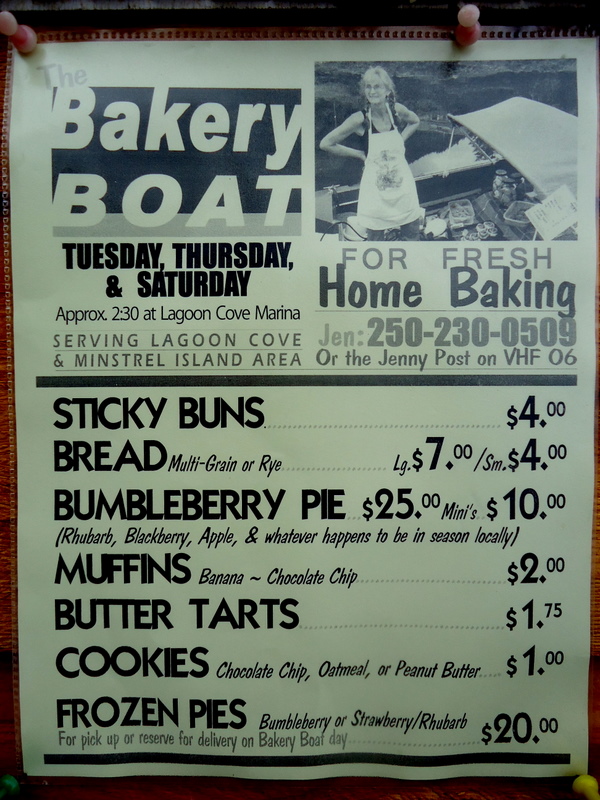 The
Bakery
BOAT
TUESDAY, THURSDAY,
& SATURDAY
Approx. 2:30 at Lagoon Cove Marina
SERVING LAGOON COVE
& MINSTREL ISLAND AREA
FOR FRESH
Home Baking
Jen: 250-230-0509
Or the Jenny Post on VHF 06
STICKY BUNS $4.00
BREAD Multi-Grain or Rye Lg. $7.00 / Sm. $4.00
BUMBLEBERRY PIE $25.00 Mini's $10.00
(Rhubarb, Blackberry, Apple, & whatever happens to be in season locally)
MUFFINS Banana ~ Chocolate Chip $2.00
BUTTER TARTS $1.75
COOKIES Chocolate Chip, Oatmeal, or Peanut Butter $1.00
FROZEN PIES Bumbleberry or Strawberry/Rhubarb $20.00
For pick up or reserve for delivery on Bakery Boat day